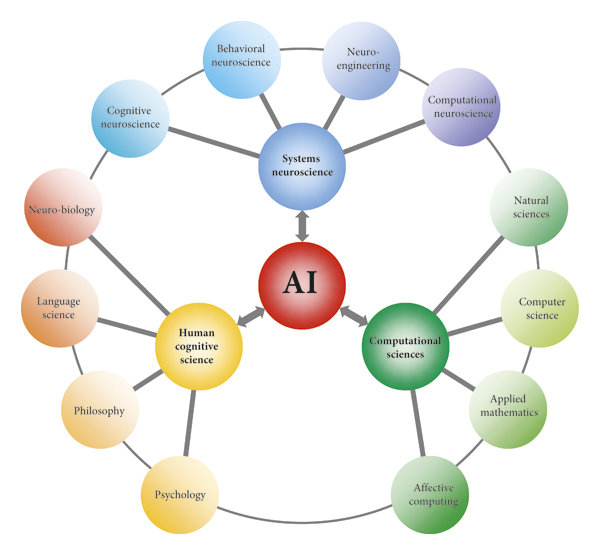 Behavioral
neuroscience
Neuro-
engineering
Cognitive
neuroscience
Computational
neuroscience
Systems
neuroscience
Neuro-biology
Natural
sciences
AI
Language
science
Computer
science
Human
cognitive
science
Computational
sciences
Philosophy
Applied
mathematics
Psychology
Affective
computing